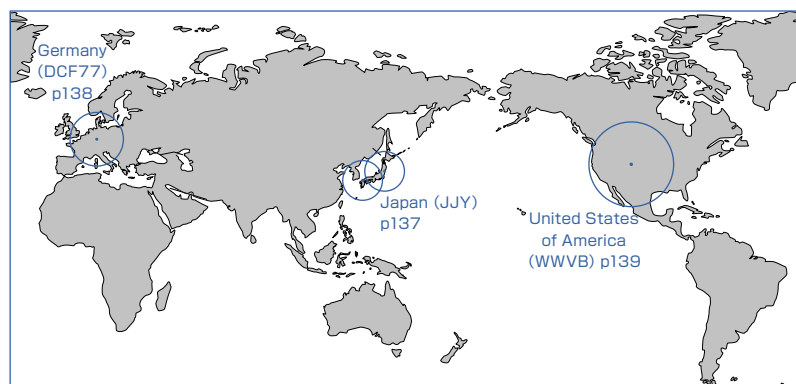 Germany
(DCF77)
p138
Japan (JJY)
p137
United States
of America
(WWVB) p139